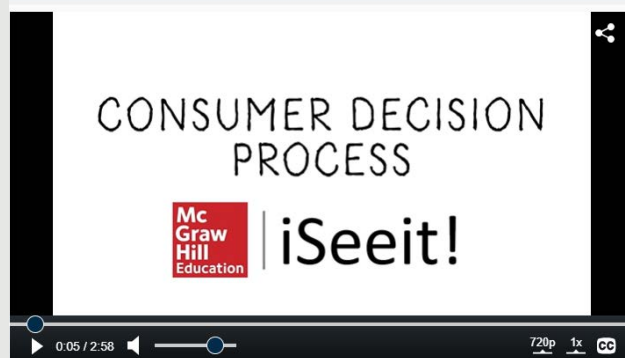 CONSUMER DECISION
PROCESS
Mc
Graw
Hill
Education
iSeeit!
0:05 / 2:58
720p
1x
CC